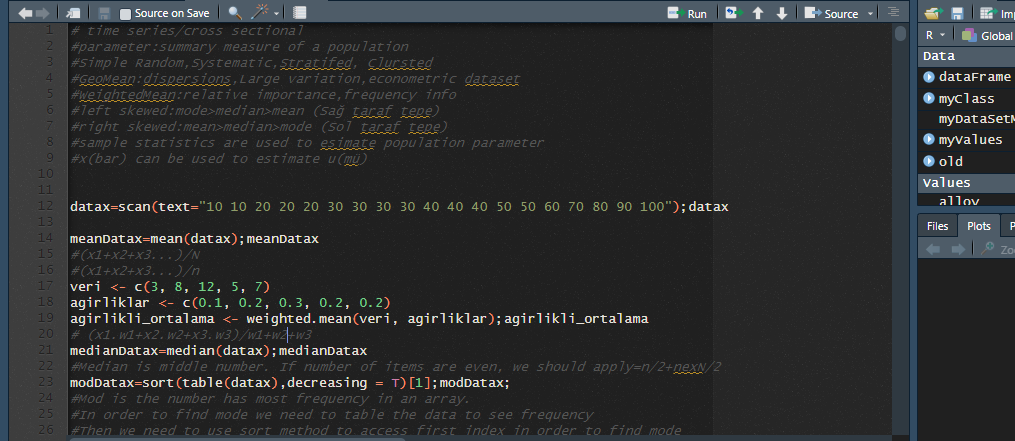 Source on Save
Run
Source
1 # time series/cross sectional
2 #parameter:summary measure of a population
3 #Simple Random,Systematic,Stratifed, Clursted
4 #GeoMean:dispersions,Large variation,econometric dataset
5 #WeightedMean:relative importance,frequency info
6 #left skewed:mode>median>mean (Sağ taraf tepe)
7 #right skewed:mean>median>mode (Sol taraf tepe)
8 #sample statistics are used to esimate population parameter
9 #x(bar) can be used to estimate u(mü)
10
11
12 datax=scan(text="10 10 20 20 20 30 30 30 30 40 40 40 50 50 60 70 80 90 100");datax
13
14 meanDatax=mean(datax);meanDatax
15 #(x1+x2+x3...)/N
16 #(x1+x2+x3...)/n
17 veri <- c(3, 8, 12, 5, 7)
18 agirliklar <- c(0.1, 0.2, 0.3, 0.2, 0.2)
19 agirlikli_ortalama <- weighted.mean(veri, agirliklar);agirlikli_ortalama
20 # (x1.w1+x2.w2+x3.w3)/w1+w2+w3
21 medianDatax=median(datax);medianDatax
22 #Median is middle number. If number of items are even, we should apply=n/2+nexN/2
23 modDatax=sort(table(datax),decreasing = T)[1];modDatax;
24 #Mod is the number has most frequency in an array.
25 #In order to find mode we need to table the data to see frequency
26 #Then we need to use sort method to access first index in order to find mode
Imp
R
Global
Data
dataFrame
myClass
myDataSetM
myValues
old
Values
alloy
Files
Plots
P
Zo